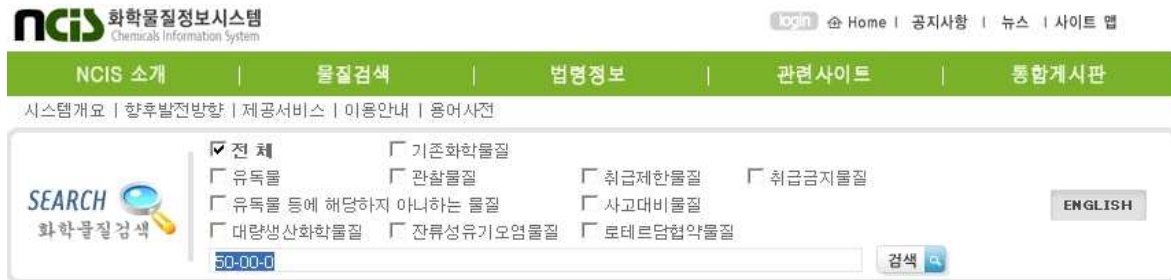 ncis 화학물질정보시스템
Chemicals Information System
login Home | 공지사항 | 뉴스 | 사이트 맵
NCIS 소개 | 물질검색 | 법령정보 | 관련사이트 | 통합게시판
시스템개요 | 향후발전방향 | 제공서비스 | 이용안내 | 용어사전
전 체 기존화학물질
유독물 관찰물질 취급제한물질 취급금지물질
SEARCH 유독물 등에 해당하지 아니하는 물질 사고대비물질 ENGLISH
화학물질검색 대량생산화학물질 잔류성유기오염물질 로테르담협약물질
50-00-0 검색